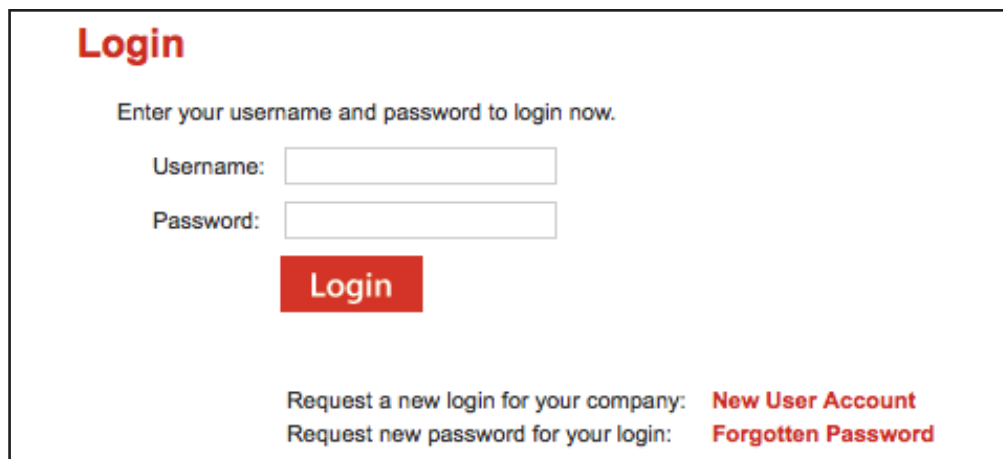 Login
Enter your username and password to login now.
Username:
Password:
Login
Request a new login for your company: New User Account
Request new password for your login: Forgotten Password